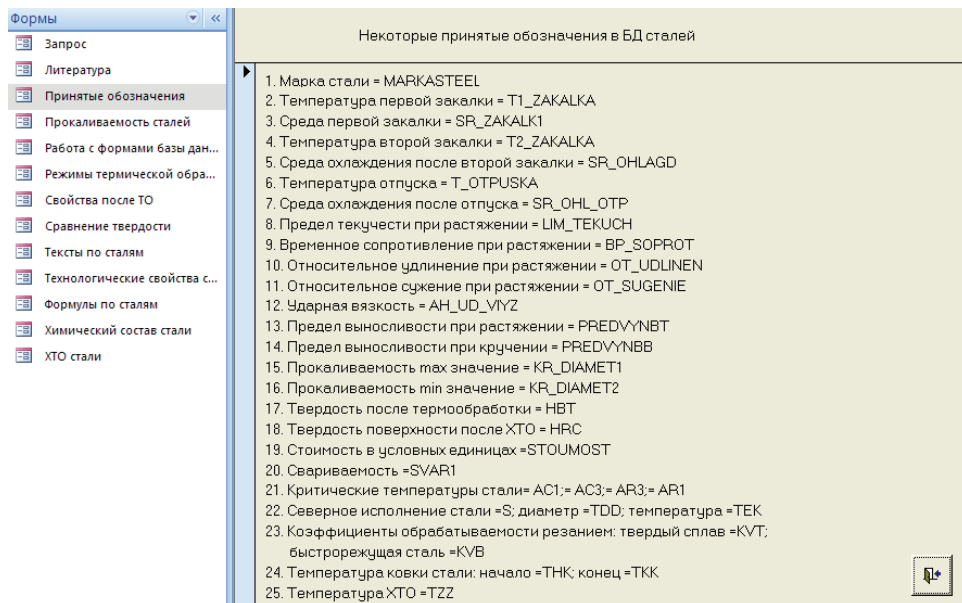 Формы
Запрос
Литература
Принятые обозначения
Прокаливаемость сталей
Работа с формами базы дан...
Режимы термической обра...
Свойства после ТО
Сравнение твердости
Тексты по сталям
Технологические свойства с...
Формулы по сталям
Химический состав стали
ХТО стали
Некоторые принятые обозначения в БД сталей
1. Марка стали = MARKASTEEL
2. Температура первой закалки = T1_ZAKALKA
3. Среда первой закалки = SR_ZAKALK1
4. Температура второй закалки = T2_ZAKALKA
5. Среда охлаждения после второй закалки = SR_OHLAGD
6. Температура отпуска = T_OTPUSKA
7. Среда охлаждения после отпуска = SR_OHL_OTP
8. Предел текучести при растяжении = LIM_TEKUCH
9. Временное сопротивление при растяжении = BP_SOPROT
10. Относительное удлинение при растяжении = OT_UDLINEN
11. Относительное сужение при растяжении = OT_SUGENIE
12. Ударная вязкость = AH_UD_VIYZ
13. Предел выносливости при растяжении = PREDVYNBT
14. Предел выносливости при кручении = PREDVYNBB
15. Прокаливаемость max значение = KR_DIAMET1
16. Прокаливаемость min значение = KR_DIAMET2
17. Твердость после термообработки = HBT
18. Твердость поверхности после ХТО = HRC
19. Стоимость в условных единицах =STOUMOST
20. Свариваемость =SVAR1
21. Критические температуры стали= AC1;= AC3;= AR3;= AR1
22. Северное исполнение стали =S; диаметр =TDD; температура =TEK
23. Коэффициенты обрабатываемости резанием: твердый сплав =KVT;
быстрорежущая сталь =KVB
24. Температура ковки стали: начало =THK; конец =TKK
25. Температура ХТО =TZZ